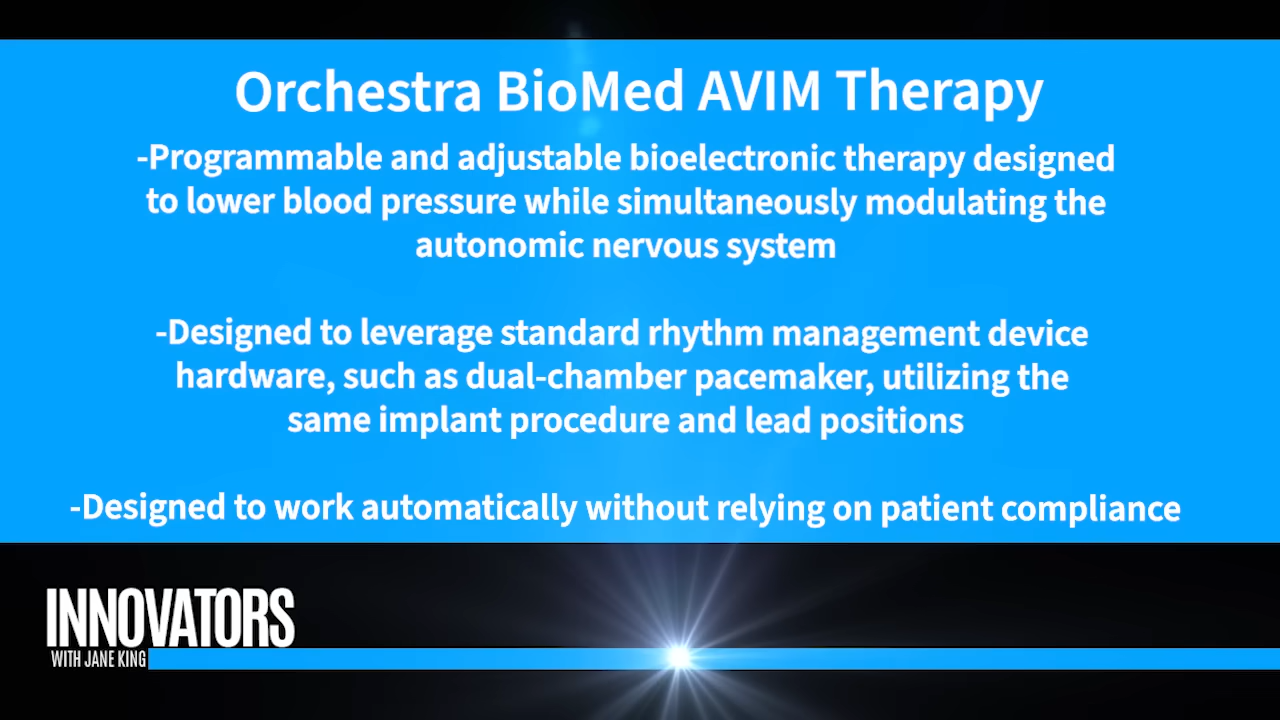 Orchestra BioMed AVIM Therapy
-Programmable and adjustable bioelectronic therapy designed
to lower blood pressure while simultaneously modulating the
autonomic nervous system
-Designed to leverage standard rhythm management device
hardware, such as dual-chamber pacemaker, utilizing the
same implant procedure and lead positions
-Designed to work automatically without relying on patient compliance
INNOVATORS
WITH JANE KING